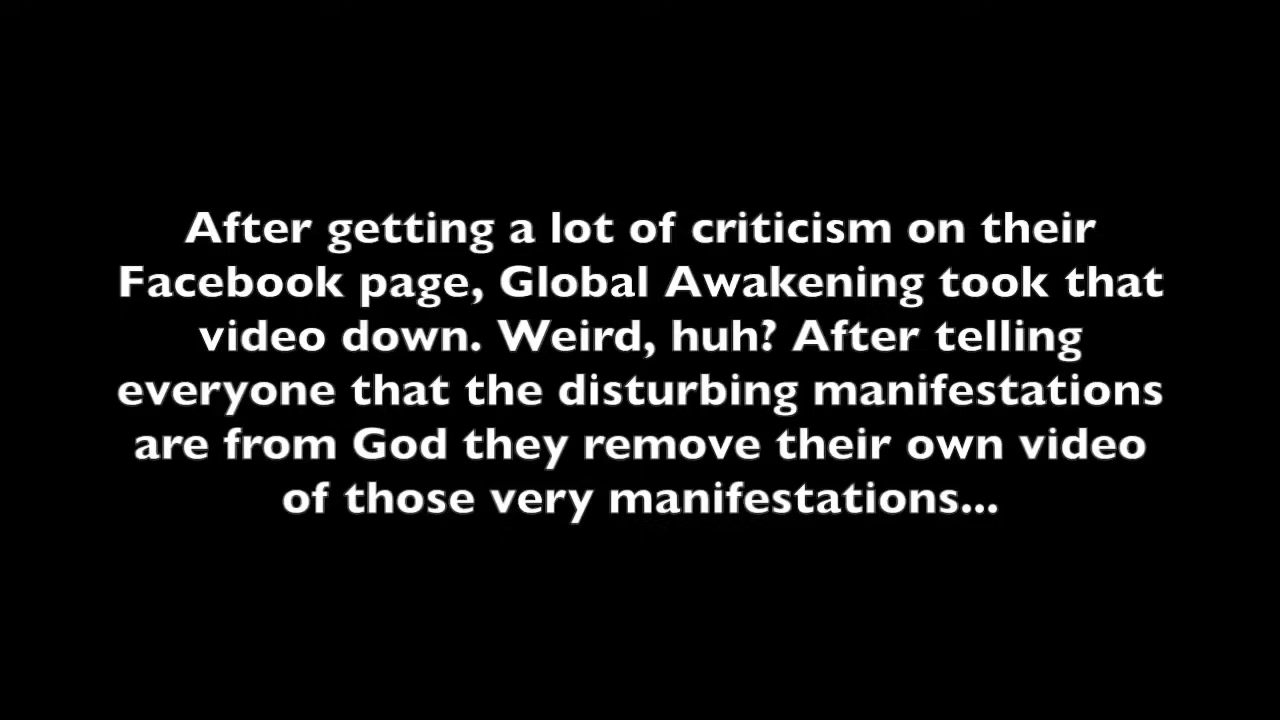 After getting a lot of criticism on their
Facebook page, Global Awakening took that
video down. Weird, huh? After telling
everyone that the disturbing manifestations
are from God they remove their own video
of those very manifestations...